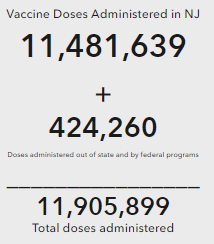 Vaccine Doses Administered in NJ
11,481,639
+
424,260
Doses administered out of state and by federal programs
11,905,899
Total doses administered